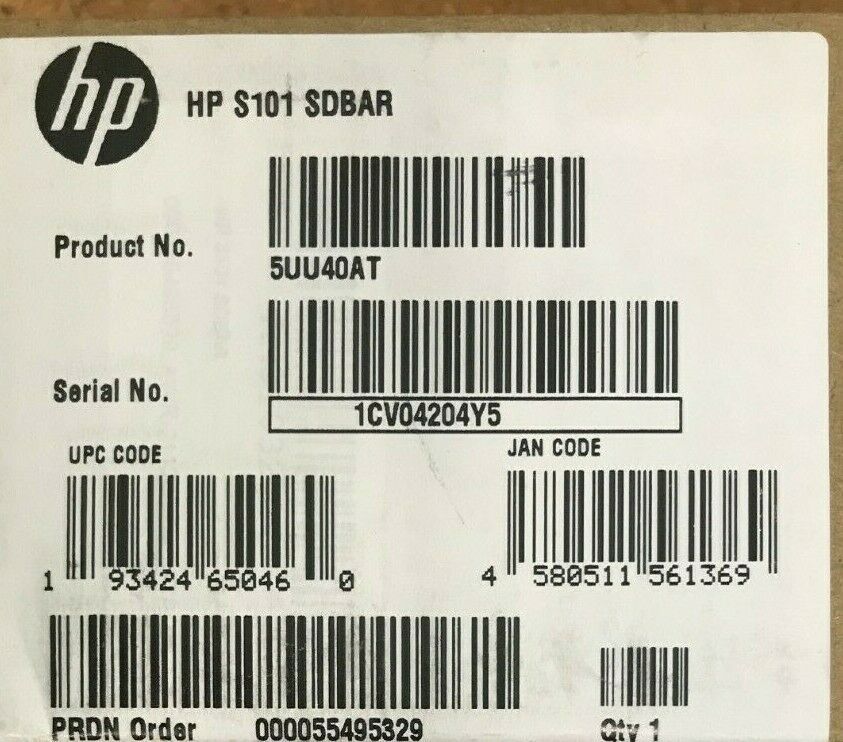 hp
HP S101 SDBAR
Product No.
5UU40AT
Serial No.
1CV04204Y5
UPC CODE
JAN CODE
1 93424 65046 0
4 580511 561369
PRDN Order 000055495329
Qty 1